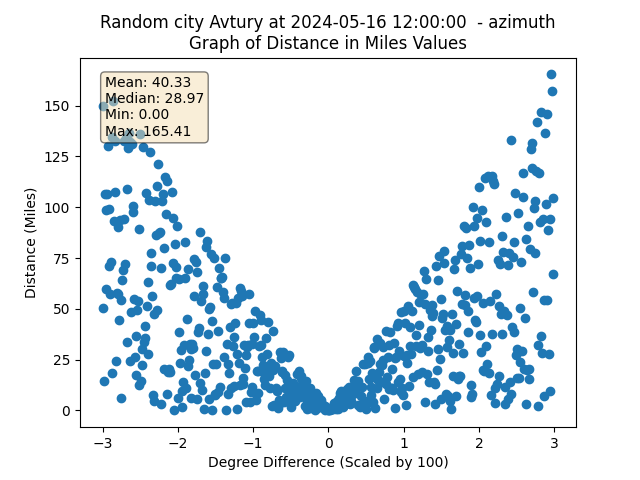 Random city Avtury at 2024-05-16 12:00:00 - azimuth
Graph of Distance in Miles Values
Mean: 40.33
Median: 28.97
Min: 0.00
Max: 165.41
Distance (Miles)
150
125
100
75
50
25
0
−3
−2
−1
0
1
2
3
Degree Difference (Scaled by 100)